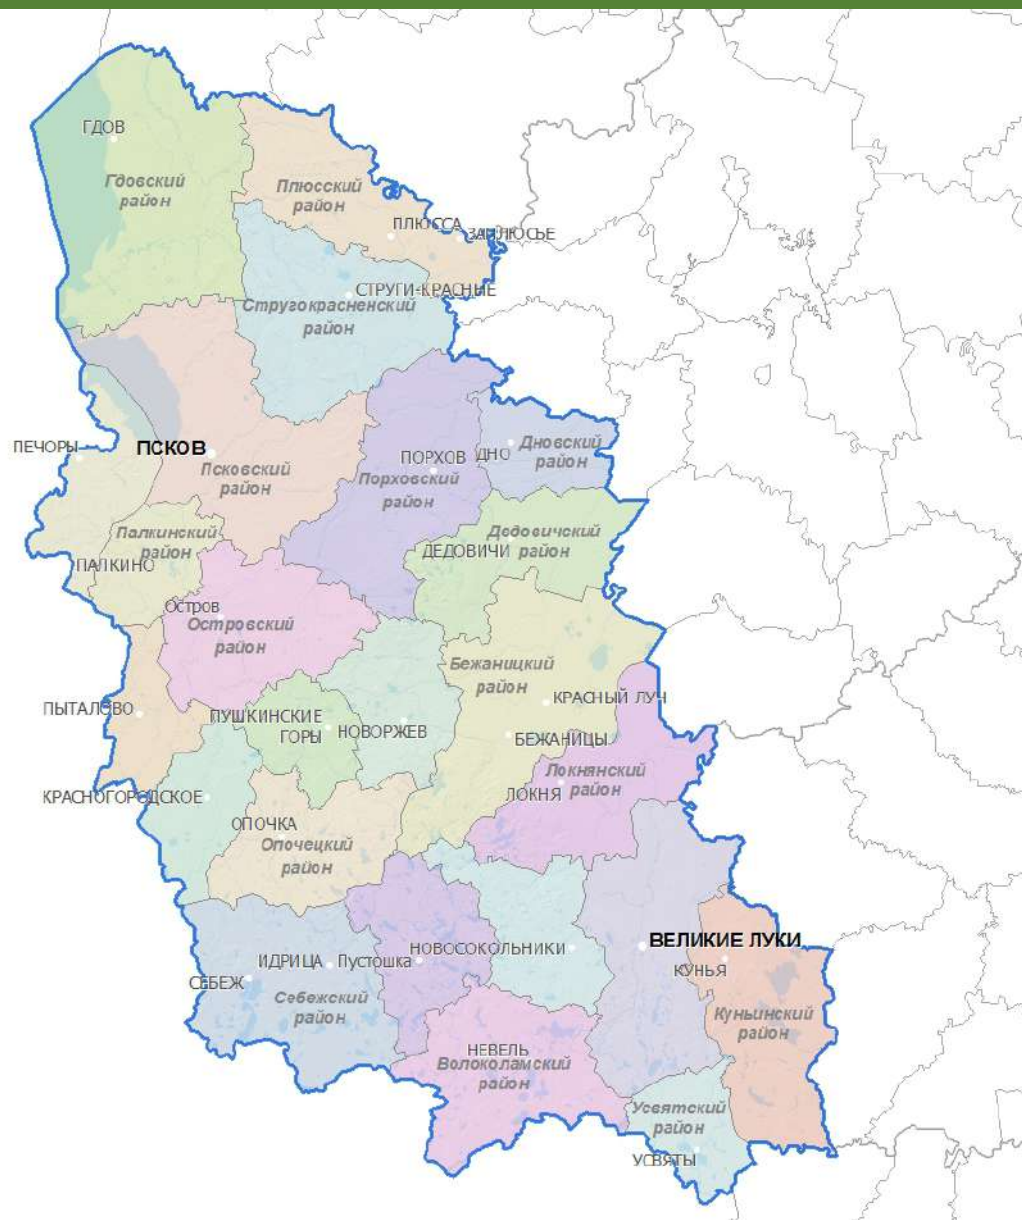 ГДОВ
Гдовский
район
Плюсский
район
ПЛЮССА
ЗАПЛЮСЬЕ
СТРУГИ-КРАСНЫЕ
Стругокрасненский
район
ПЕЧОРЫ
ПСКОВ
Псковский
район
ПОРХОВ
Порховский
район
ДНО
Дновский
район
Палкинский
район
ПАЛКИНО
Дедовичский
район
ДЕДОВИЧИ
Остров
Островский
район
Бежаницкий
район
КРАСНЫЙ ЛУЧ
ПЫТАЛОВО
ПУШКИНСКИЕ
ГОРЫ
НОВОРЖЕВ
БЕЖАНИЦЫ
Локнянский
район
ЛОКНЯ
КРАСНОГОРОДСКОЕ
ОПОЧКА
Опочецкий
район
ВЕЛИКИЕ ЛУКИ
НОВОСОКОЛЬНИКИ
ИДРИЦА
Пустошка
КУНЬЯ
СЕБЕЖ
Себежский
район
Куньинский
район
НЕВЕЛЬ
Волоколамский
район
Усвятский
район
УСВЯТЫ